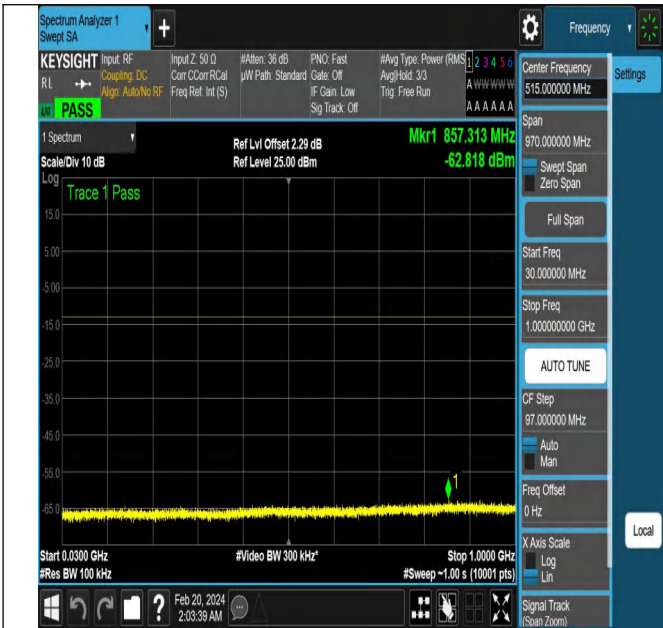 Spectrum Analyzer 1
Swept SA
+
Frequency
KEYSIGHT
RL
PASS
Input: RF
Coupling: DC
Align: Auto/No RF
Input Z: 50 Ω
Corr CCorr RCal
Freq Ref: Int (S)
#Atten: 36 dB
µW Path: Standard
PNO: Fast
Gate: Off
IF Gain: Low
Sig Track: Off
#Avg Type: Power (RMS
Avg|Hold: 3/3
Trig: Free Run
1 2 3 4 5 6
A W W W W W
A A A A A A
1 Spectrum
Scale/Div 10 dB
Ref Lvl Offset 2.29 dB
Ref Level 25.00 dBm
Mkr1 857.313 MHz
-62.818 dBm
Log
Trace 1 Pass
15.0
5.00
-5.00
-15.0
-25.0
-35.0
-45.0
-55.0
-65.0
1
Start 0.0300 GHz
#Res BW 100 kHz
#Video BW 300 kHz*
Stop 1.0000 GHz
#Sweep ~1.00 s (10001 pts)
?
Feb 20, 2024
2:03:39 AM
Center Frequency
515.000000 MHz
Settings
Span
970.000000 MHz
Swept Span
Zero Span
Full Span
Start Freq
30.000000 MHz
Stop Freq
1.000000000 GHz
AUTO TUNE
CF Step
97.000000 MHz
Auto
Man
Freq Offset
0 Hz
Local
X Axis Scale
Log
Lin
Signal Track
(Span Zoom)